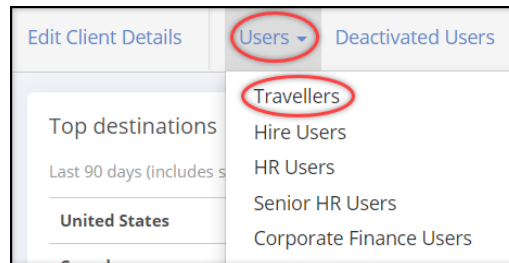 Edit Client Details
Users
Deactivated Users
Travellers
Hire Users
HR Users
Senior HR Users
Corporate Finance Users
Top destinations
Last 90 days (includes
United States